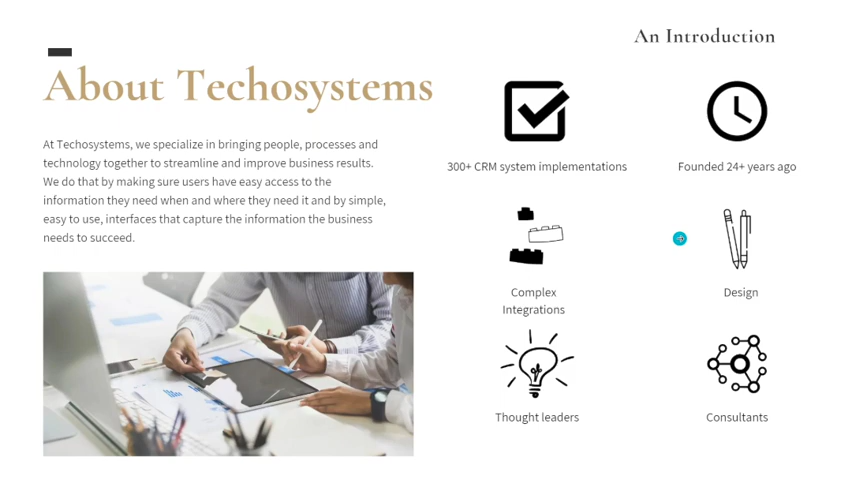 An Introduction
About Techosystems
At Techosystems, we specialize in bringing people, processes and
technology together to streamline and improve business results.
We do that by making sure users have easy access to the
information they need when and where they need it and by simple,
easy to use, interfaces that capture the information the business
needs to succeed.
300+ CRM system implementations
Founded 24+ years ago
Complex
Integrations
Design
Thought leaders
Consultants